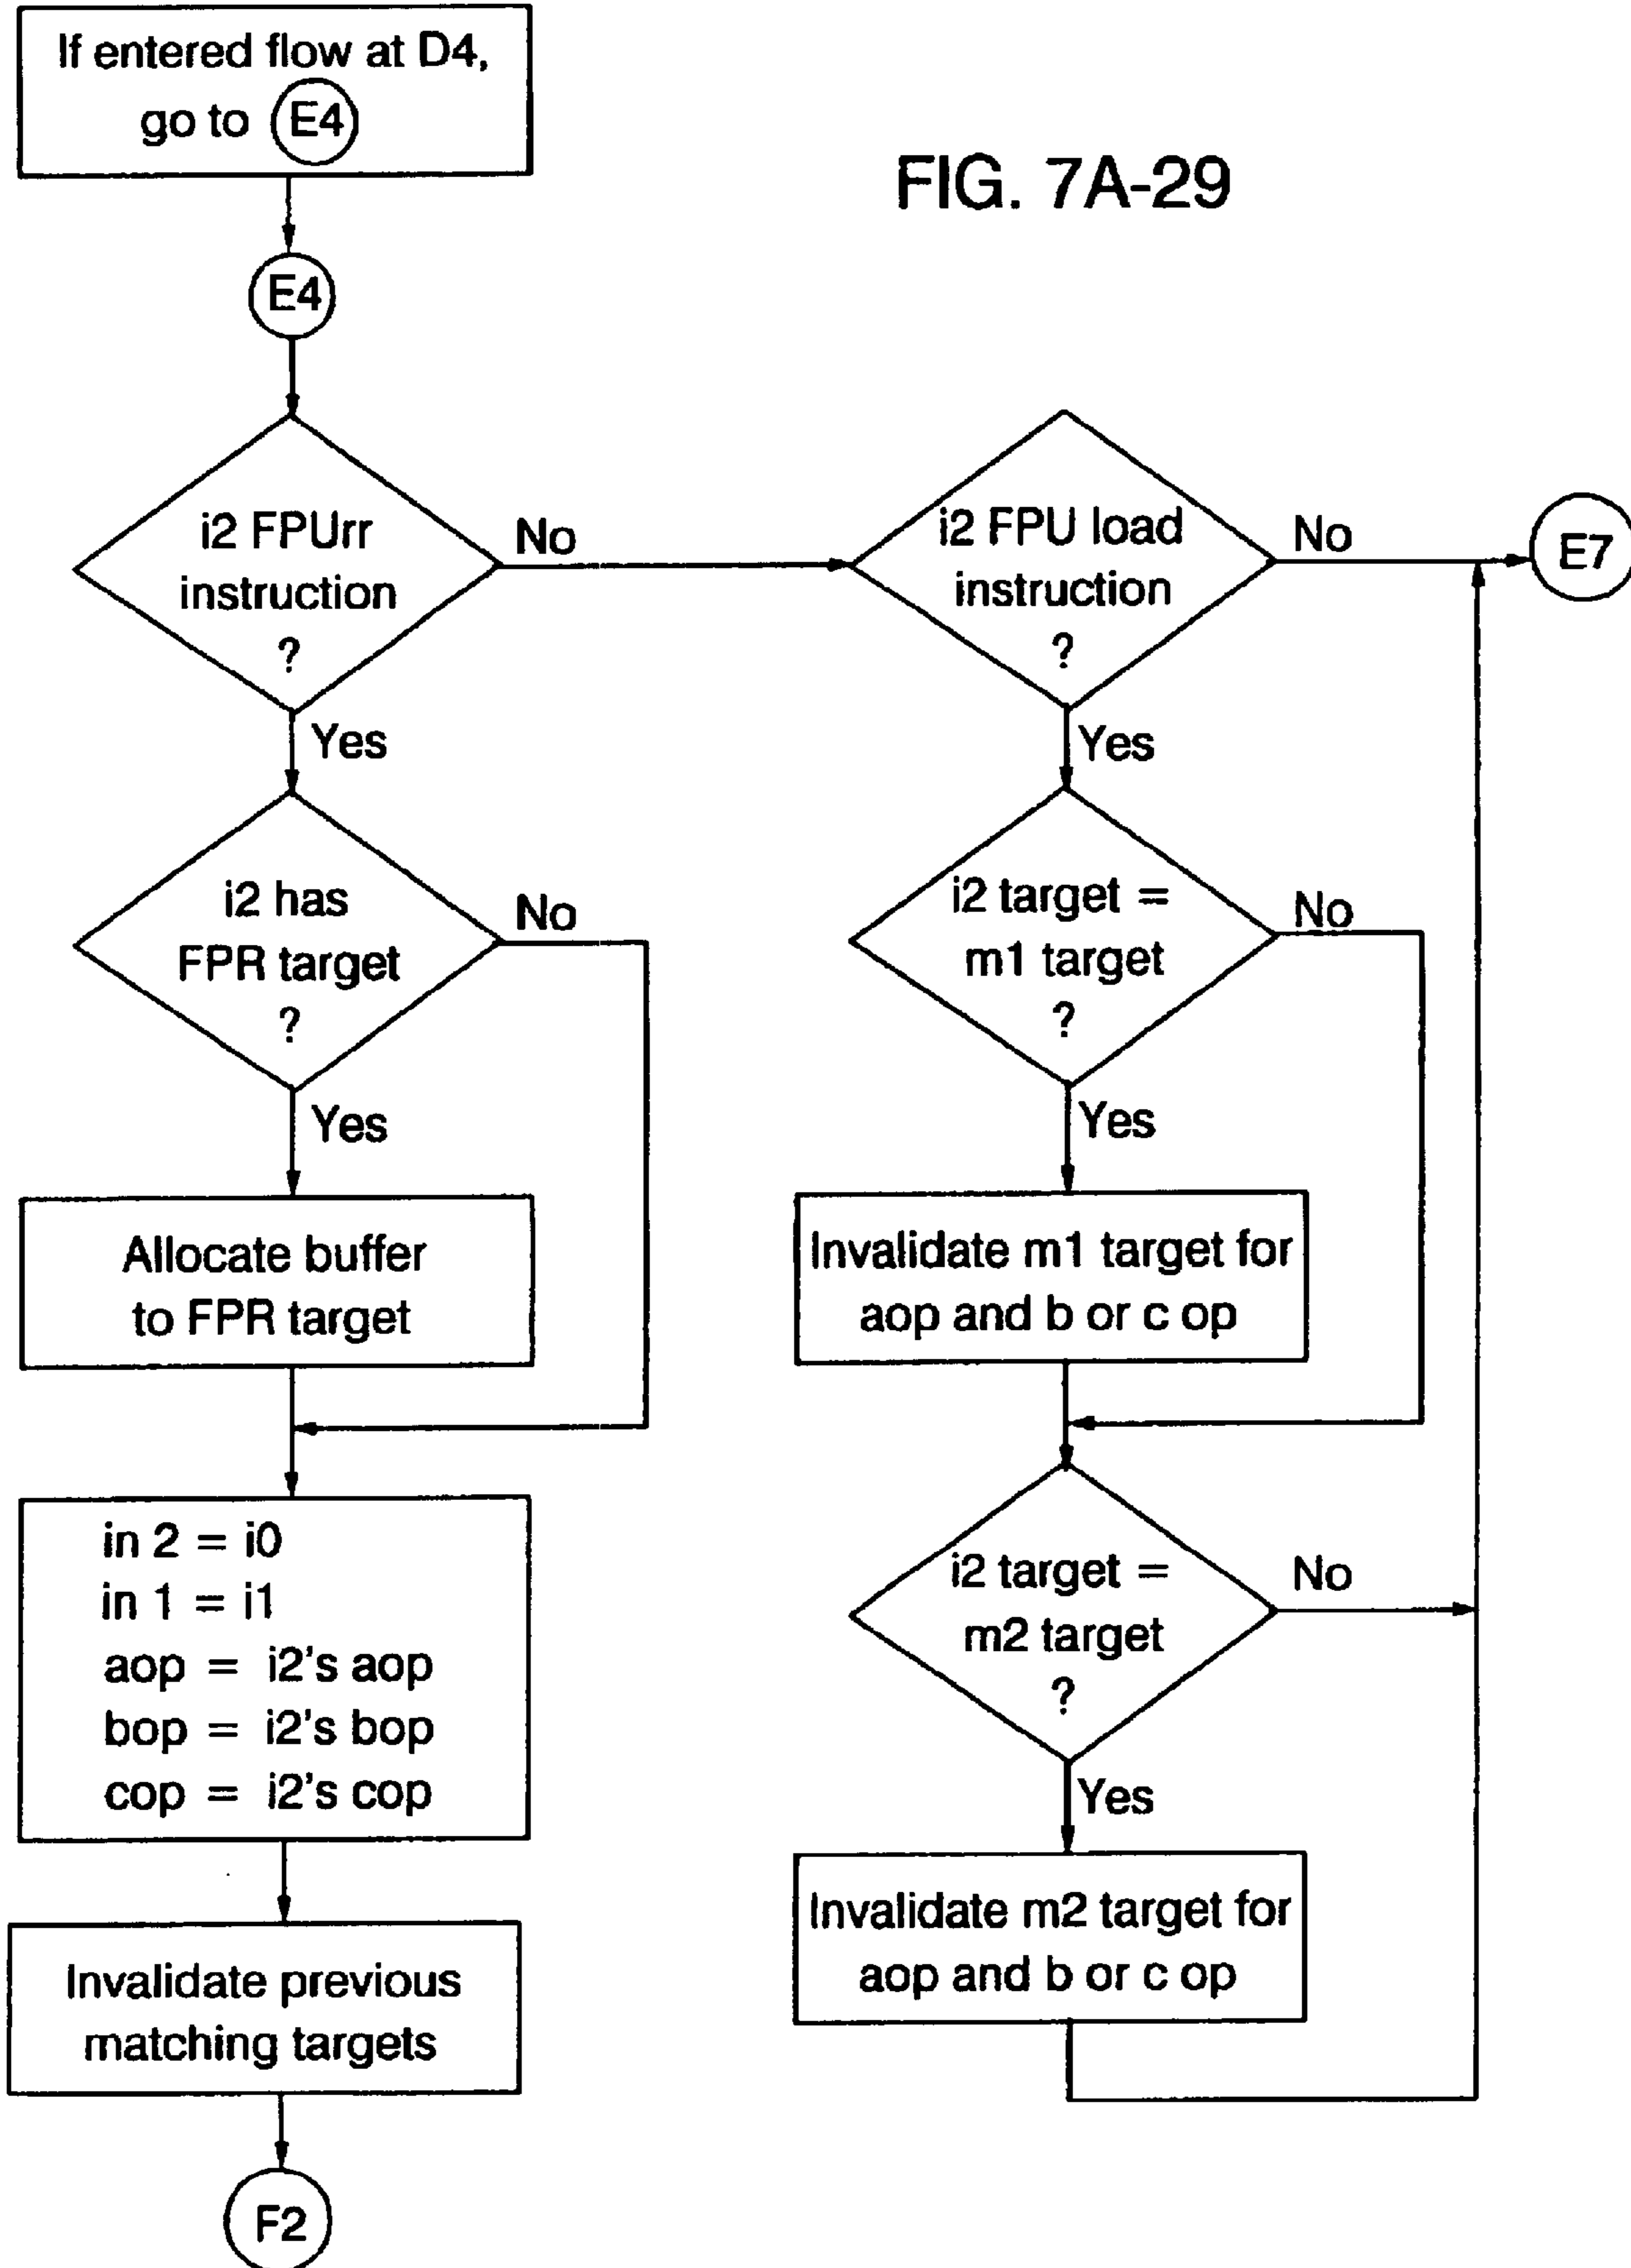 If entered flow at D4,
go to E4
FIG. 7A-29
E4
i2 FPUrr
instruction
?
No
Yes
i2 has
FPR target
?
No
Yes
Allocate buffer
to FPR target
in 2 = i0
in 1 = i1
aop = i2's aop
bop = i2's bop
cop = i2's cop
Invalidate previous
matching targets
F2
i2 FPU load
instruction
?
No
E7
Yes
i2 target =
m1 target
?
No
Yes
Invalidate m1 target for
aop and b or c op
i2 target =
m2 target
?
No
Yes
Invalidate m2 target for
aop and b or c op